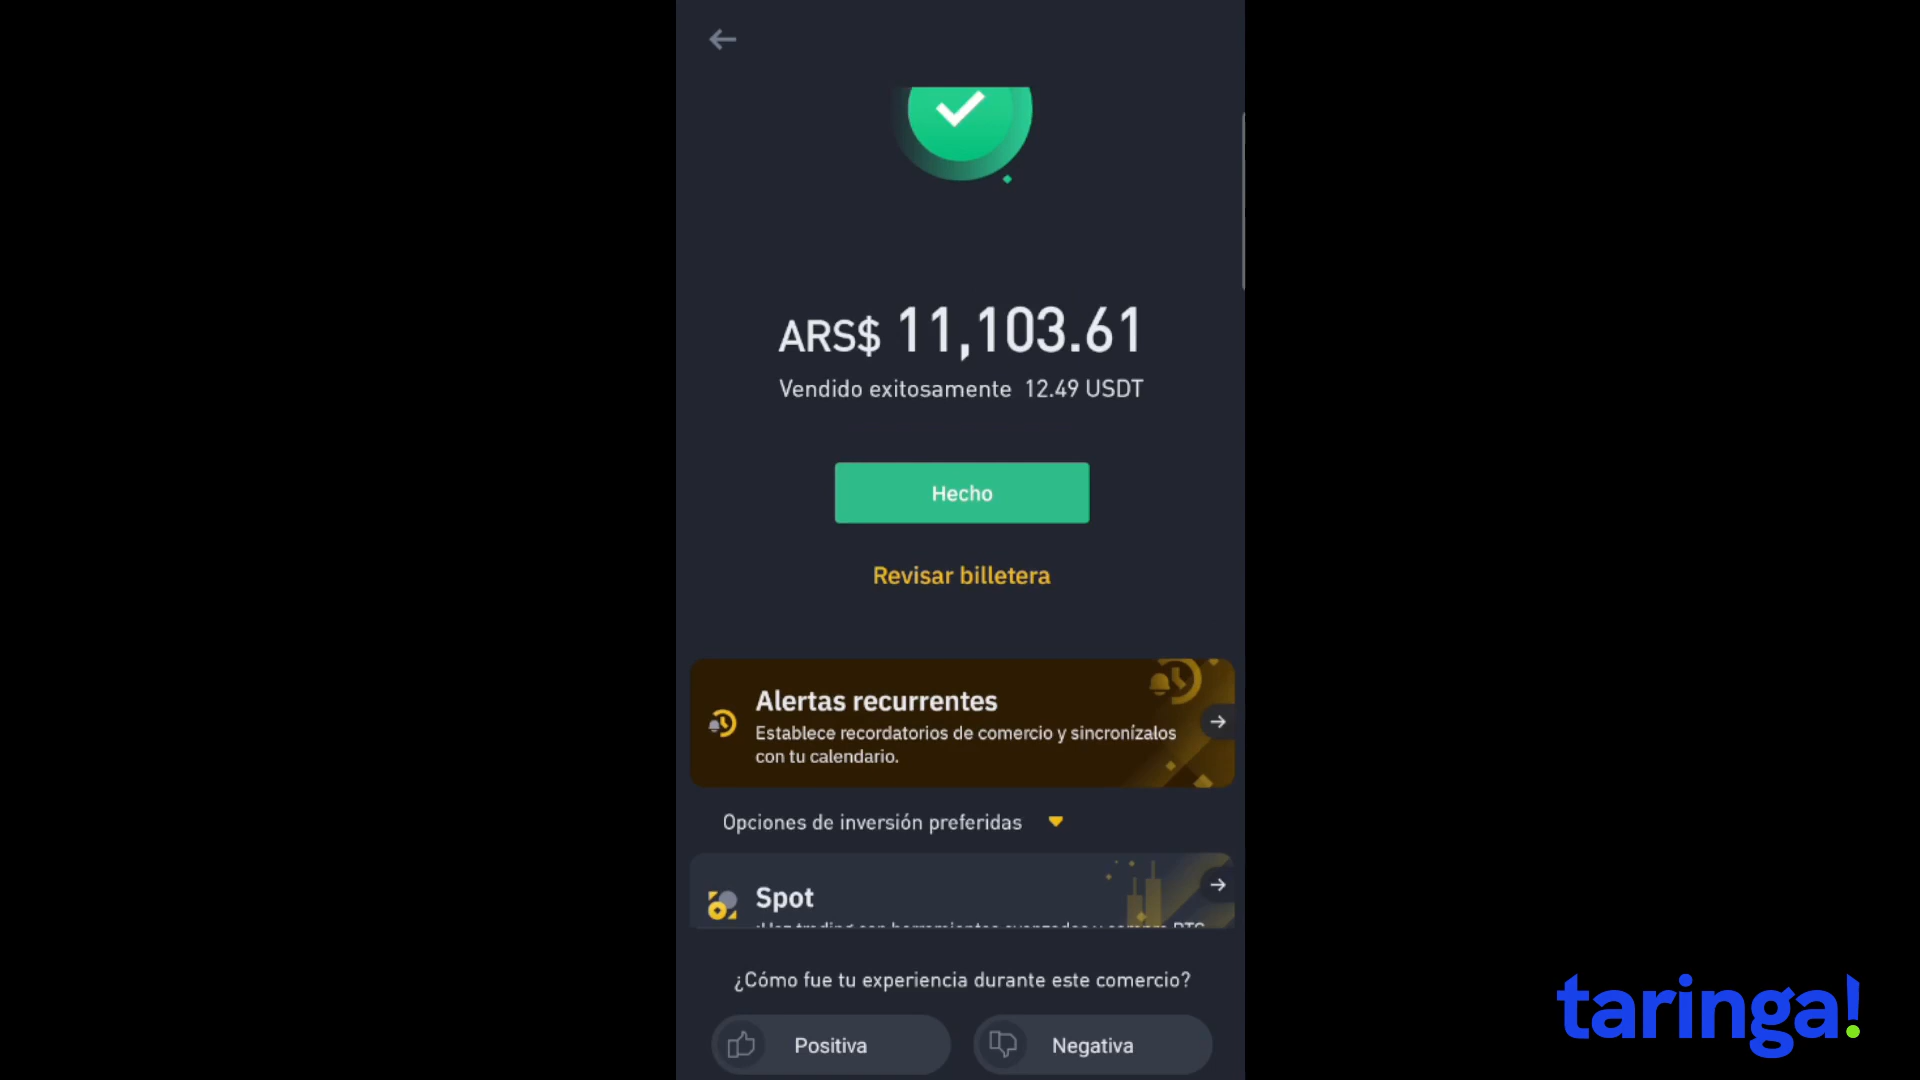 ARS$ 11,103.61
Vendido exitosamente 12.49 USDT
Hecho
Revisar billetera
Alertas recurrentes
Establece recordatorios de comercio y sincronízalos
con tu calendario.
Opciones de inversión preferidas
Spot
¿Cómo fue tu experiencia durante este comercio?
Positiva
Negativa
taringa!